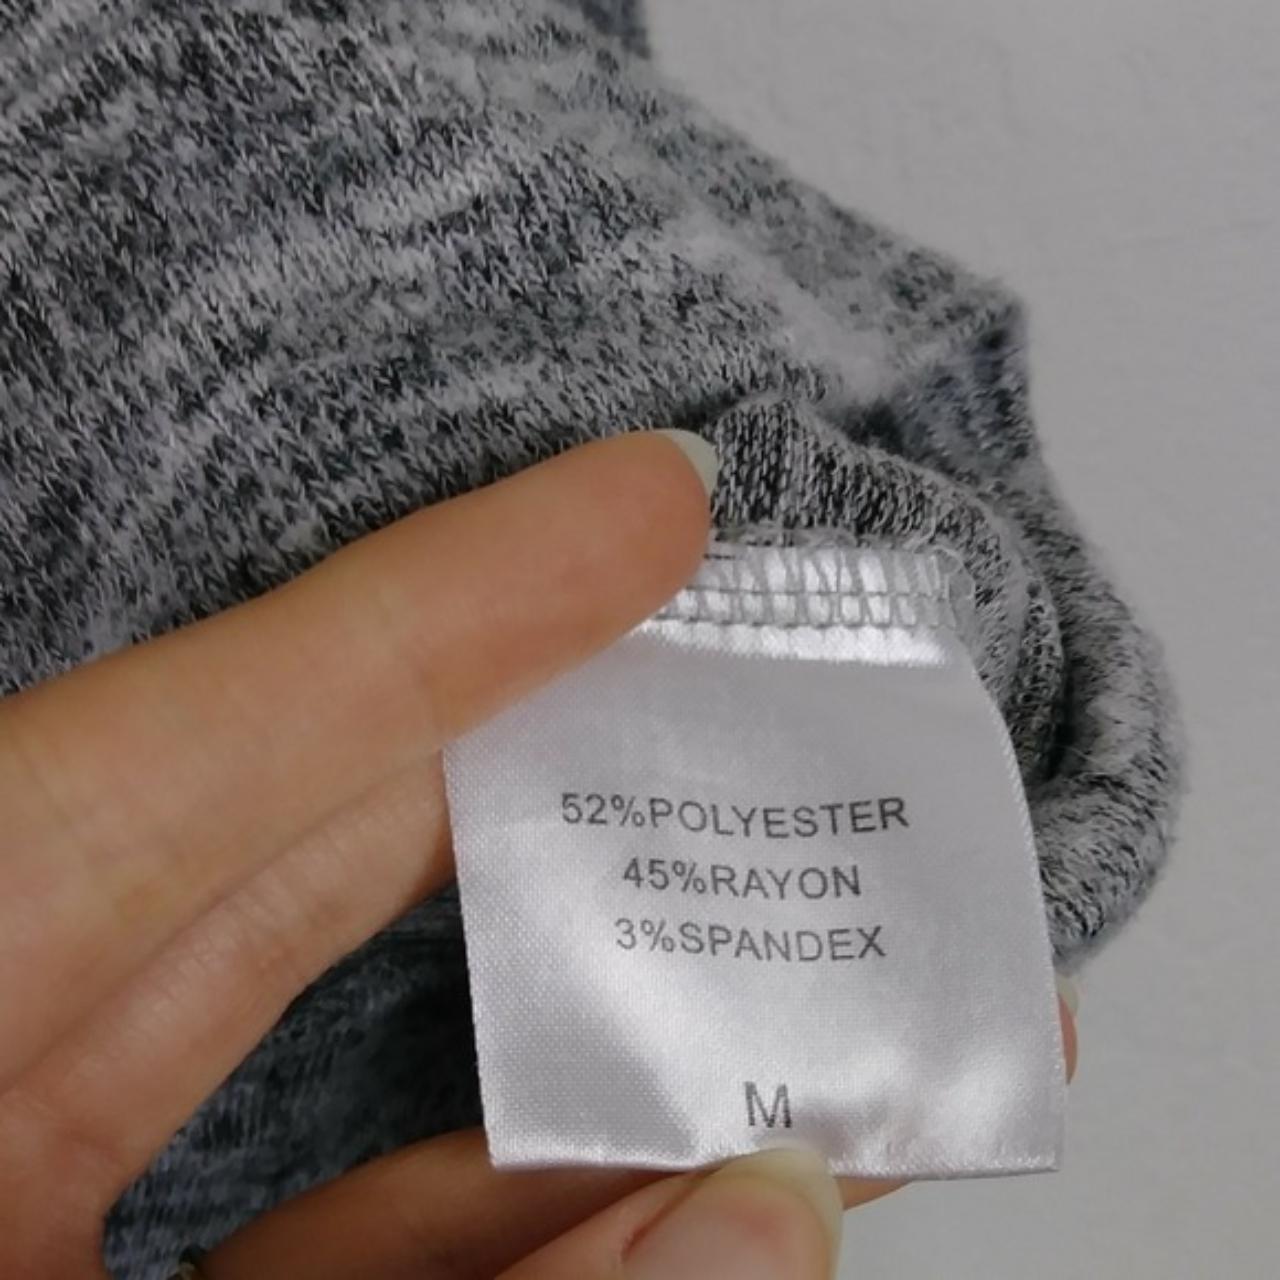 52%POLYESTER
45%RAYON
3%SPANDEX
M